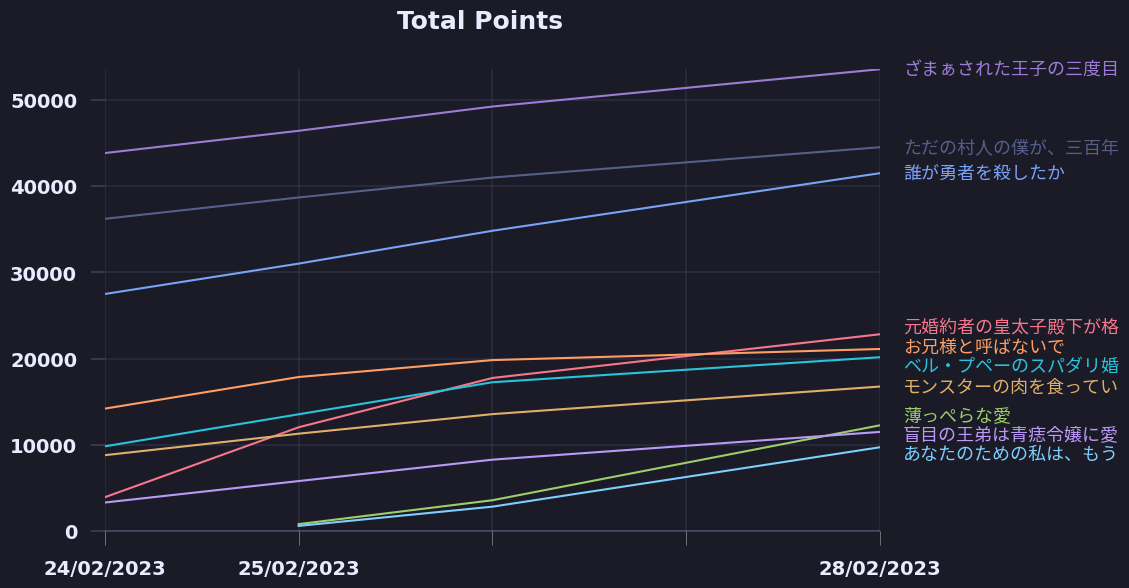 Total Points
50000
40000
30000
20000
10000
0
24/02/2023
25/02/2023
28/02/2023
ざまぁされた王子の三度目
ただの村人の僕が、三百年
誰が勇者を殺したか
元婚約者の皇太子殿下が格
お兄様と呼ばないで
ベル・プペーのスパダリ婚
モンスターの肉を食ってい
薄っぺらな愛
盲目の王弟は青痣令嬢に愛
あなたのための私は、もう